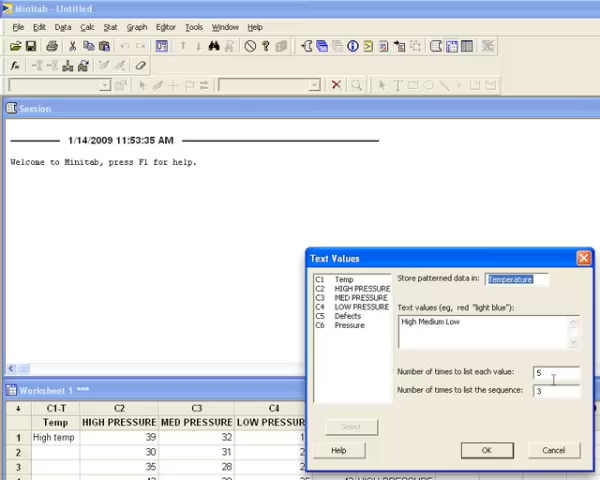 Minitab - Untitled
File Edit Data Calc Stat Graph Editor Tools Window Help
Session
1/14/2009 11:53:35 AM
Welcome to Minitab, press F1 for help.
Text Values
C1 Temp
C2 HIGH PRESSURE
C3 MED PRESSURE
C4 LOW PRESSURE
C5 Defects
C6 Pressure
Store patterned data in: Temperature
Text values (eg, red "light blue"):
High Medium Low
Number of times to list each value: 5
Number of times to list the sequence: 3
Select
Help OK Cancel
Worksheet 1 ***
C1-T C2 C3 C4
Temp HIGH PRESSURE MED PRESSURE LOW PRESSURE
1 High temp 39 32 1
2 30 31 2
3 35 28 2